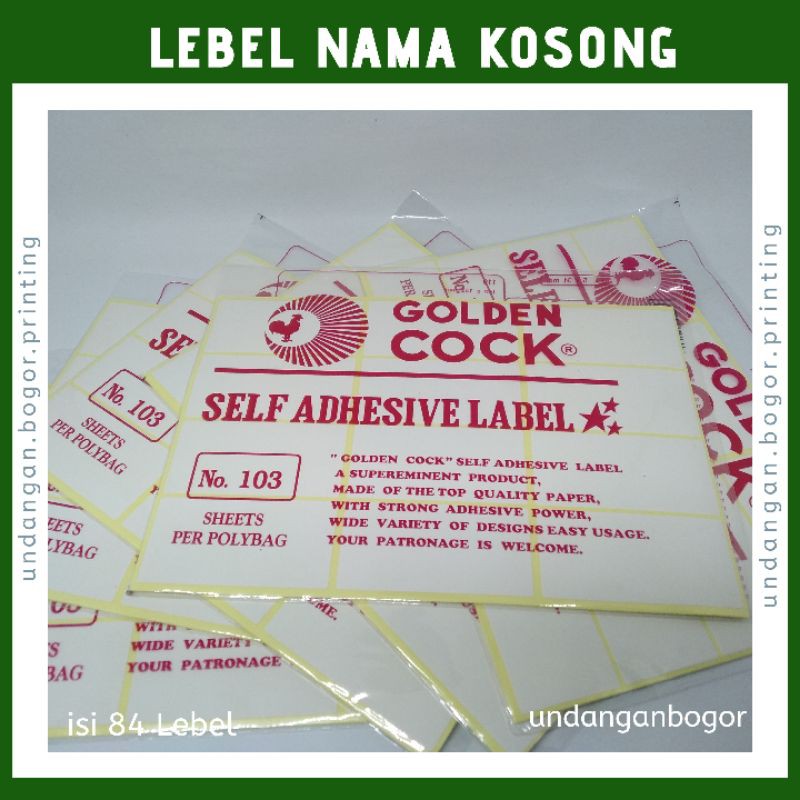 LEBEL NAMA KOSONG
undangan.bogor.printing
undangan.bogor.printing
GOLDEN
COCK®
SELF ADHESIVE LABEL
No. 103
SHEETS
PER POLYBAG
"GOLDEN COCK" SELF ADHESIVE LABEL
A SUPEREMINENT PRODUCT,
MADE OF THE TOP QUALITY PAPER,
WITH STRONG ADHESIVE POWER,
WIDE VARIETY OF DESIGNS EASY USAGE.
YOUR PATRONAGE IS WELCOME.
No. 103
SHEETS
PER POLYBAG
WIDE VARIETY
YOUR PATRONAGE
isi 84 Lebel
undanganbogor